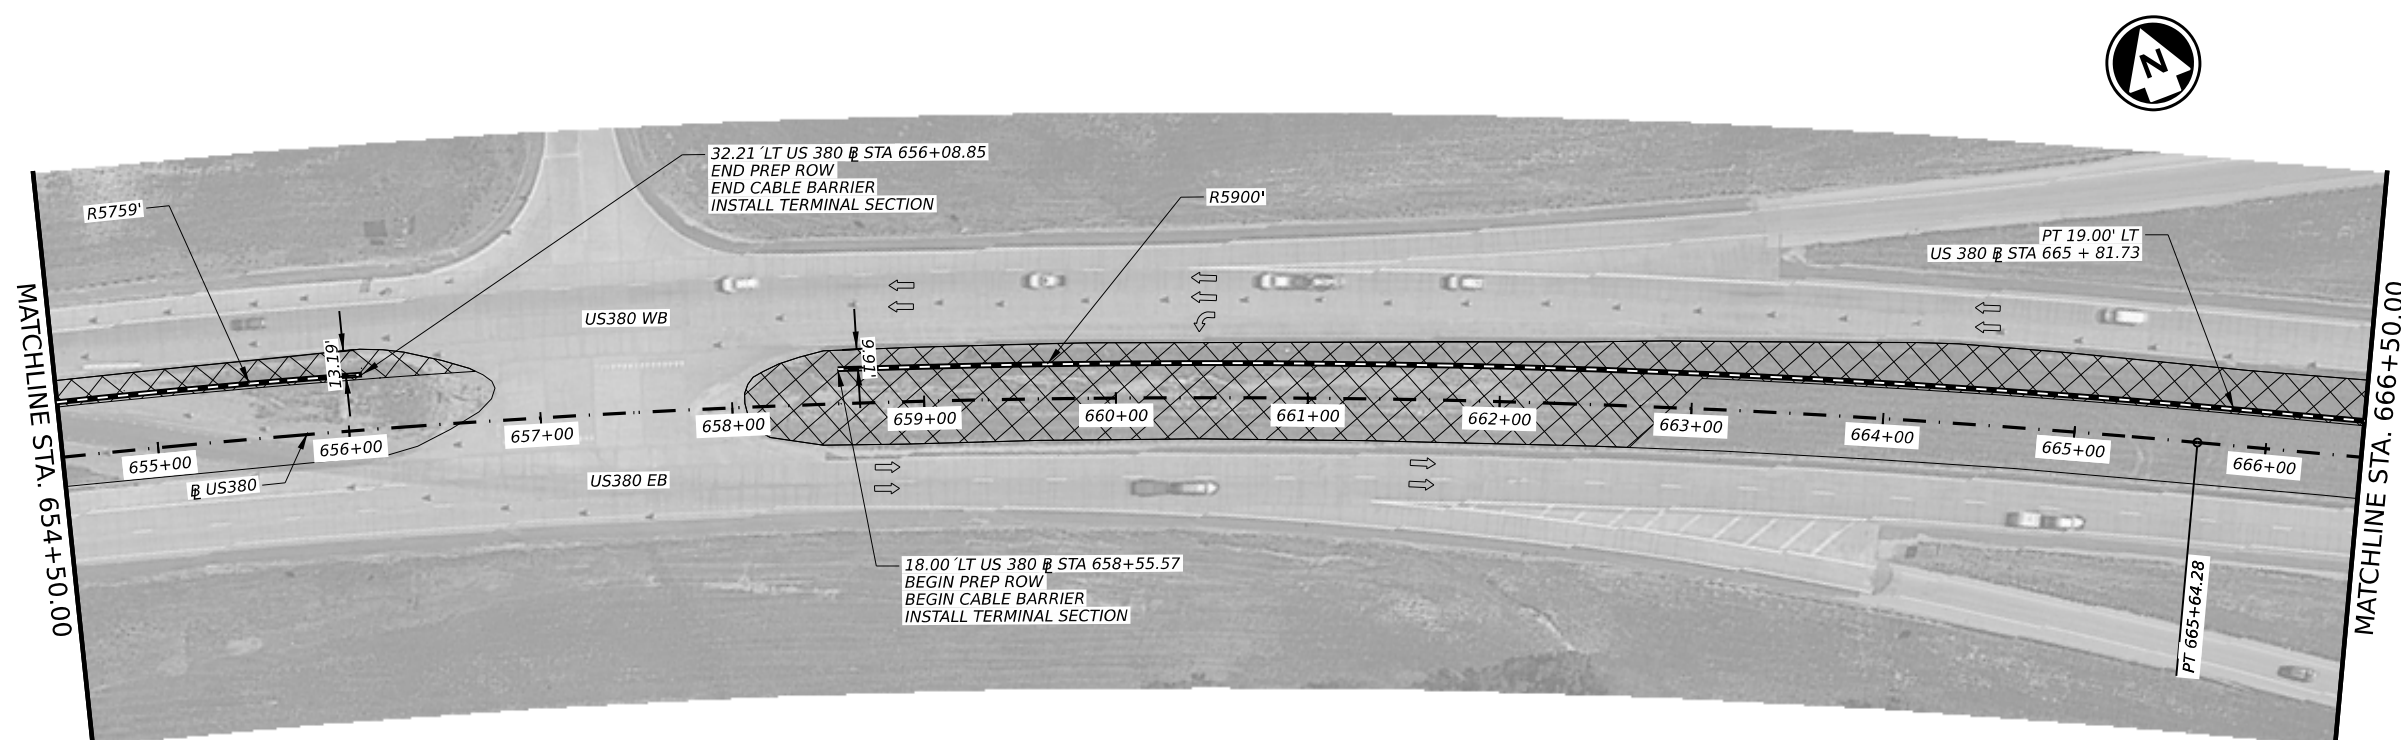 N
32.21´LT US 380 ⅊ STA 656+08.85
END PREP ROW
END CABLE BARRIER
INSTALL TERMINAL SECTION
R5759'
R5900'
PT 19.00' LT
US 380 ⅊ STA 665 + 81.73
MATCHLINE STA. 654+50.00
MATCHLINE STA. 666+50.00
US380 WB
13.19'
9.91'
655+00
656+00
657+00
658+00
659+00
660+00
661+00
662+00
663+00
664+00
665+00
666+00
⅊ US380
US380 EB
18.00´LT US 380 ⅊ STA 658+55.57
BEGIN PREP ROW
BEGIN CABLE BARRIER
INSTALL TERMINAL SECTION
PT 665+64.28